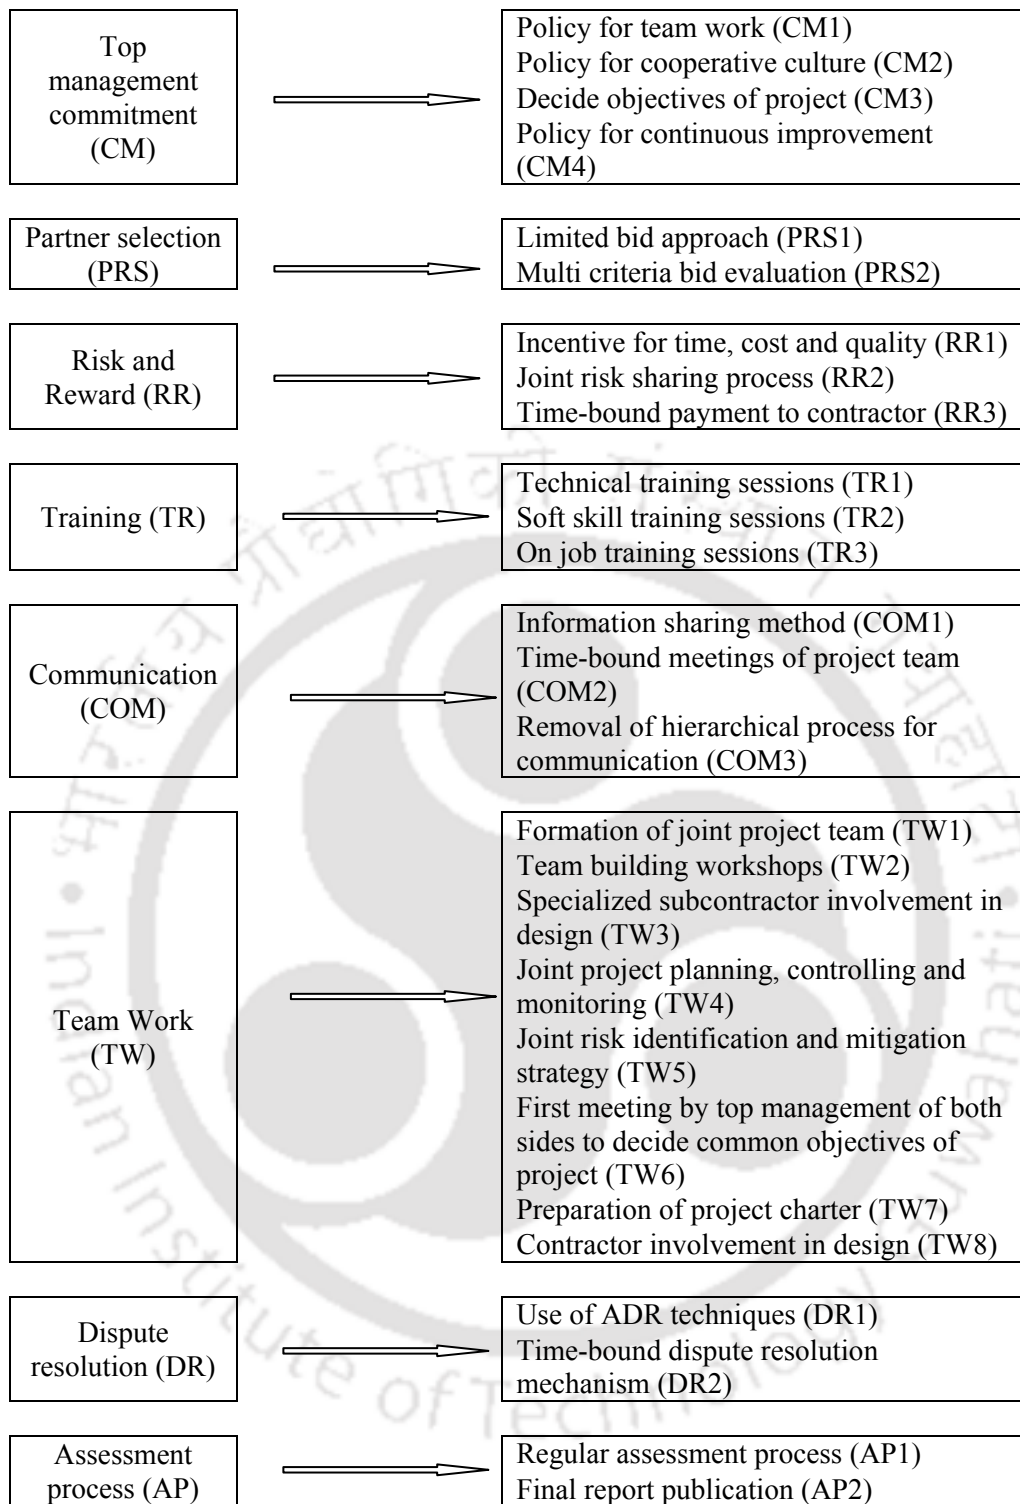 Top
management
commitment
(CM)
Policy for team work (CM1)
Policy for cooperative culture (CM2)
Decide objectives of project (CM3)
Policy for continuous improvement
(CM4)
Partner selection
(PRS)
Limited bid approach (PRS1)
Multi criteria bid evaluation (PRS2)
Risk and
Reward (RR)
Incentive for time, cost and quality (RR1)
Joint risk sharing process (RR2)
Time-bound payment to contractor (RR3)
Training (TR)
Technical training sessions (TR1)
Soft skill training sessions (TR2)
On job training sessions (TR3)
Communication
(COM)
Information sharing method (COM1)
Time-bound meetings of project team
(COM2)
Removal of hierarchical process for
communication (COM3)
Team Work
(TW)
Formation of joint project team (TW1)
Team building workshops (TW2)
Specialized subcontractor involvement in
design (TW3)
Joint project planning, controlling and
monitoring (TW4)
Joint risk identification and mitigation
strategy (TW5)
First meeting by top management of both
sides to decide common objectives of
project (TW6)
Preparation of project charter (TW7)
Contractor involvement in design (TW8)
Dispute
resolution (DR)
Use of ADR techniques (DR1)
Time-bound dispute resolution
mechanism (DR2)
Assessment
process (AP)
Regular assessment process (AP1)
Final report publication (AP2)
Indian Institute of Technology Guwahati